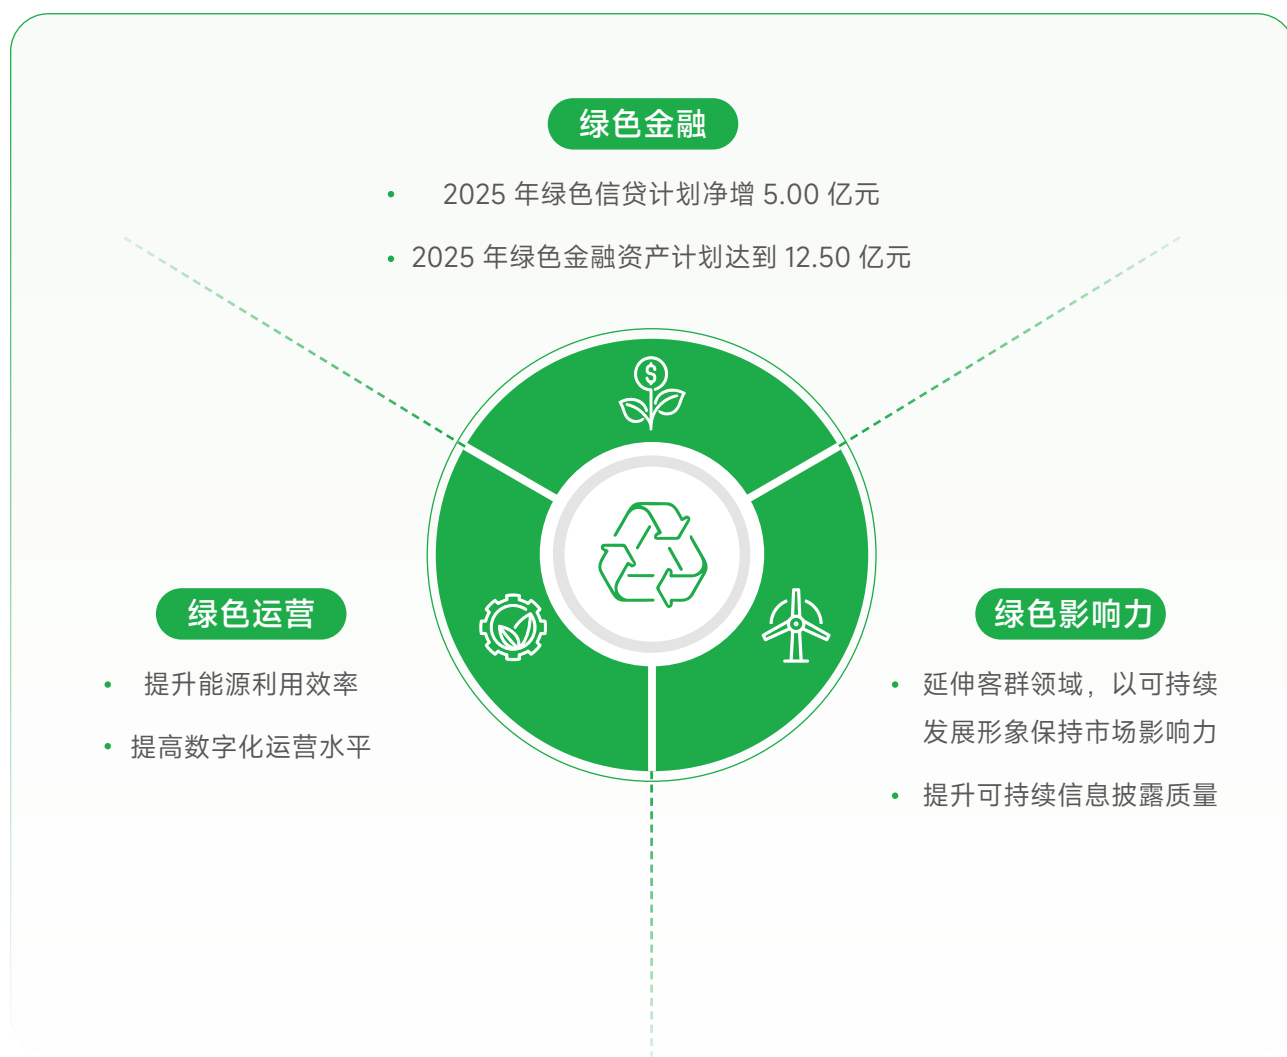 绿色金融
• 2025 年绿色信贷计划净增 5.00 亿元
• 2025 年绿色金融资产计划达到 12.50 亿元
$
绿色运营
• 提升能源利用效率
• 提高数字化运营水平
绿色影响力
• 延伸客群领域，以可持续
发展形象保持市场影响力
• 提升可持续信息披露质量